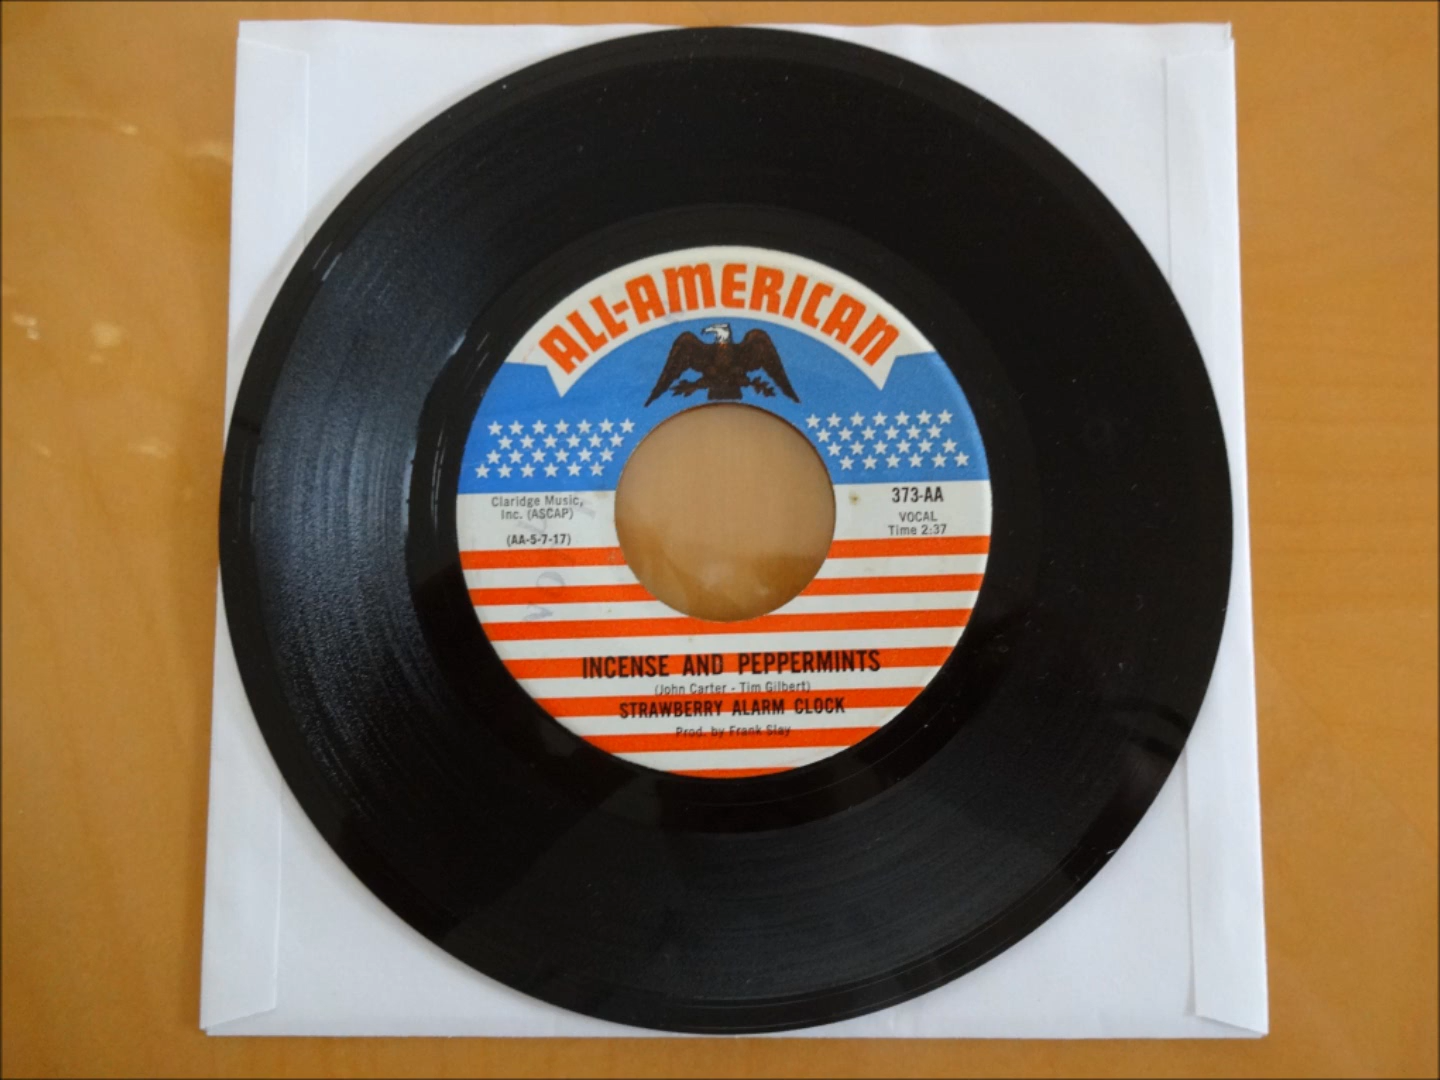 ALL-AMERICAN
Claridge Music,
Inc. (ASCAP)
(AA-5-7-17)
373-AA
VOCAL
Time 2:37
INCENSE AND PEPPERMINTS
(John Carter - Tim Gilbert)
STRAWBERRY ALARM CLOCK
Prod. by Frank Slay